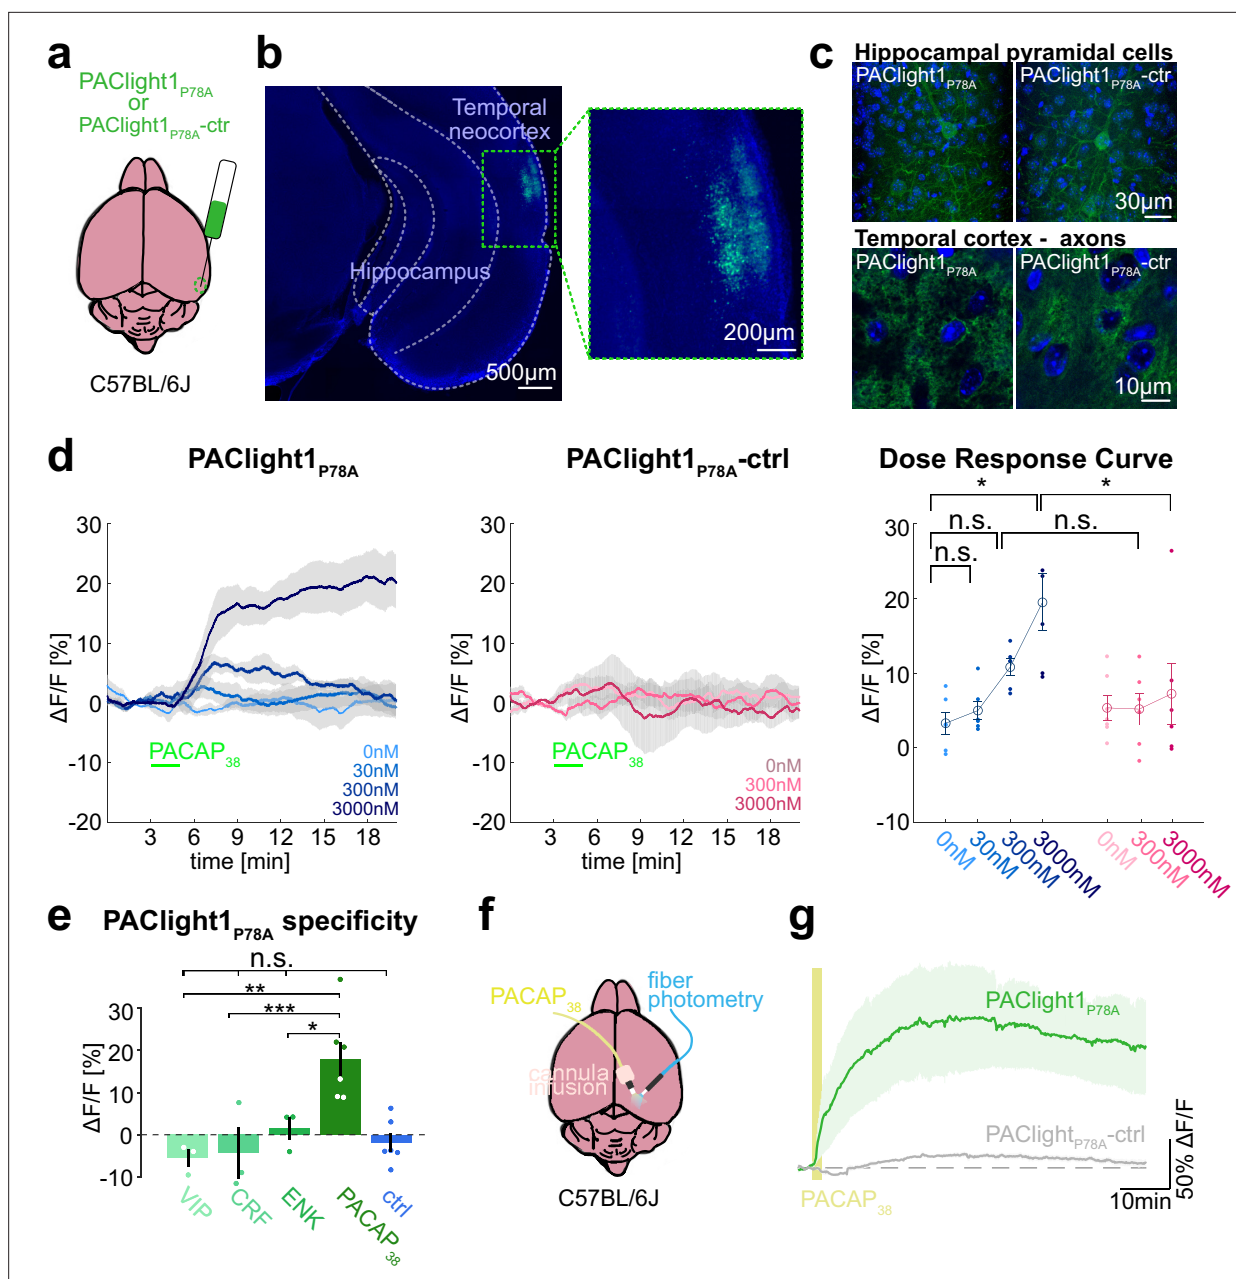 a
PAClight1P78A
or
PAClight1P78A-ctr
C57BL/6J
b
Temporal
neocortex
Hippocampus
500µm
200µm
c
Hippocampal pyramidal cells
PAClight1P78A
PAClight1P78A-ctr
30µm
Temporal cortex - axons
PAClight1P78A
PAClight1P78A-ctr
10µm
d
PAClight1P78A
ΔF/F [%]
30
20
10
0
-10
-20
PACAP38
0nM
30nM
300nM
3000nM
3 6 9 12 15 18
time [min]
PAClight1P78A-ctrl
ΔF/F [%]
30
20
10
0
-10
-20
PACAP38
0nM
300nM
3000nM
3 6 9 12 15 18
time [min]
Dose Response Curve
* *
n.s. n.s.
n.s.
ΔF/F [%]
30
20
10
0
-10
0nM 30nM 300nM 3000nM 0nM 300nM 3000nM
e
PAClight1P78A specificity
n.s.
**
***
*
ΔF/F [%]
30
20
10
0
-10
VIP CRF ENK PACAP38 ctrl
f
PACAP38
fiber
photometry
cannula
infusion
C57BL/6J
g
PAClight1P78A
PAClightP78A-ctrl
PACAP38
10min
50% ΔF/F